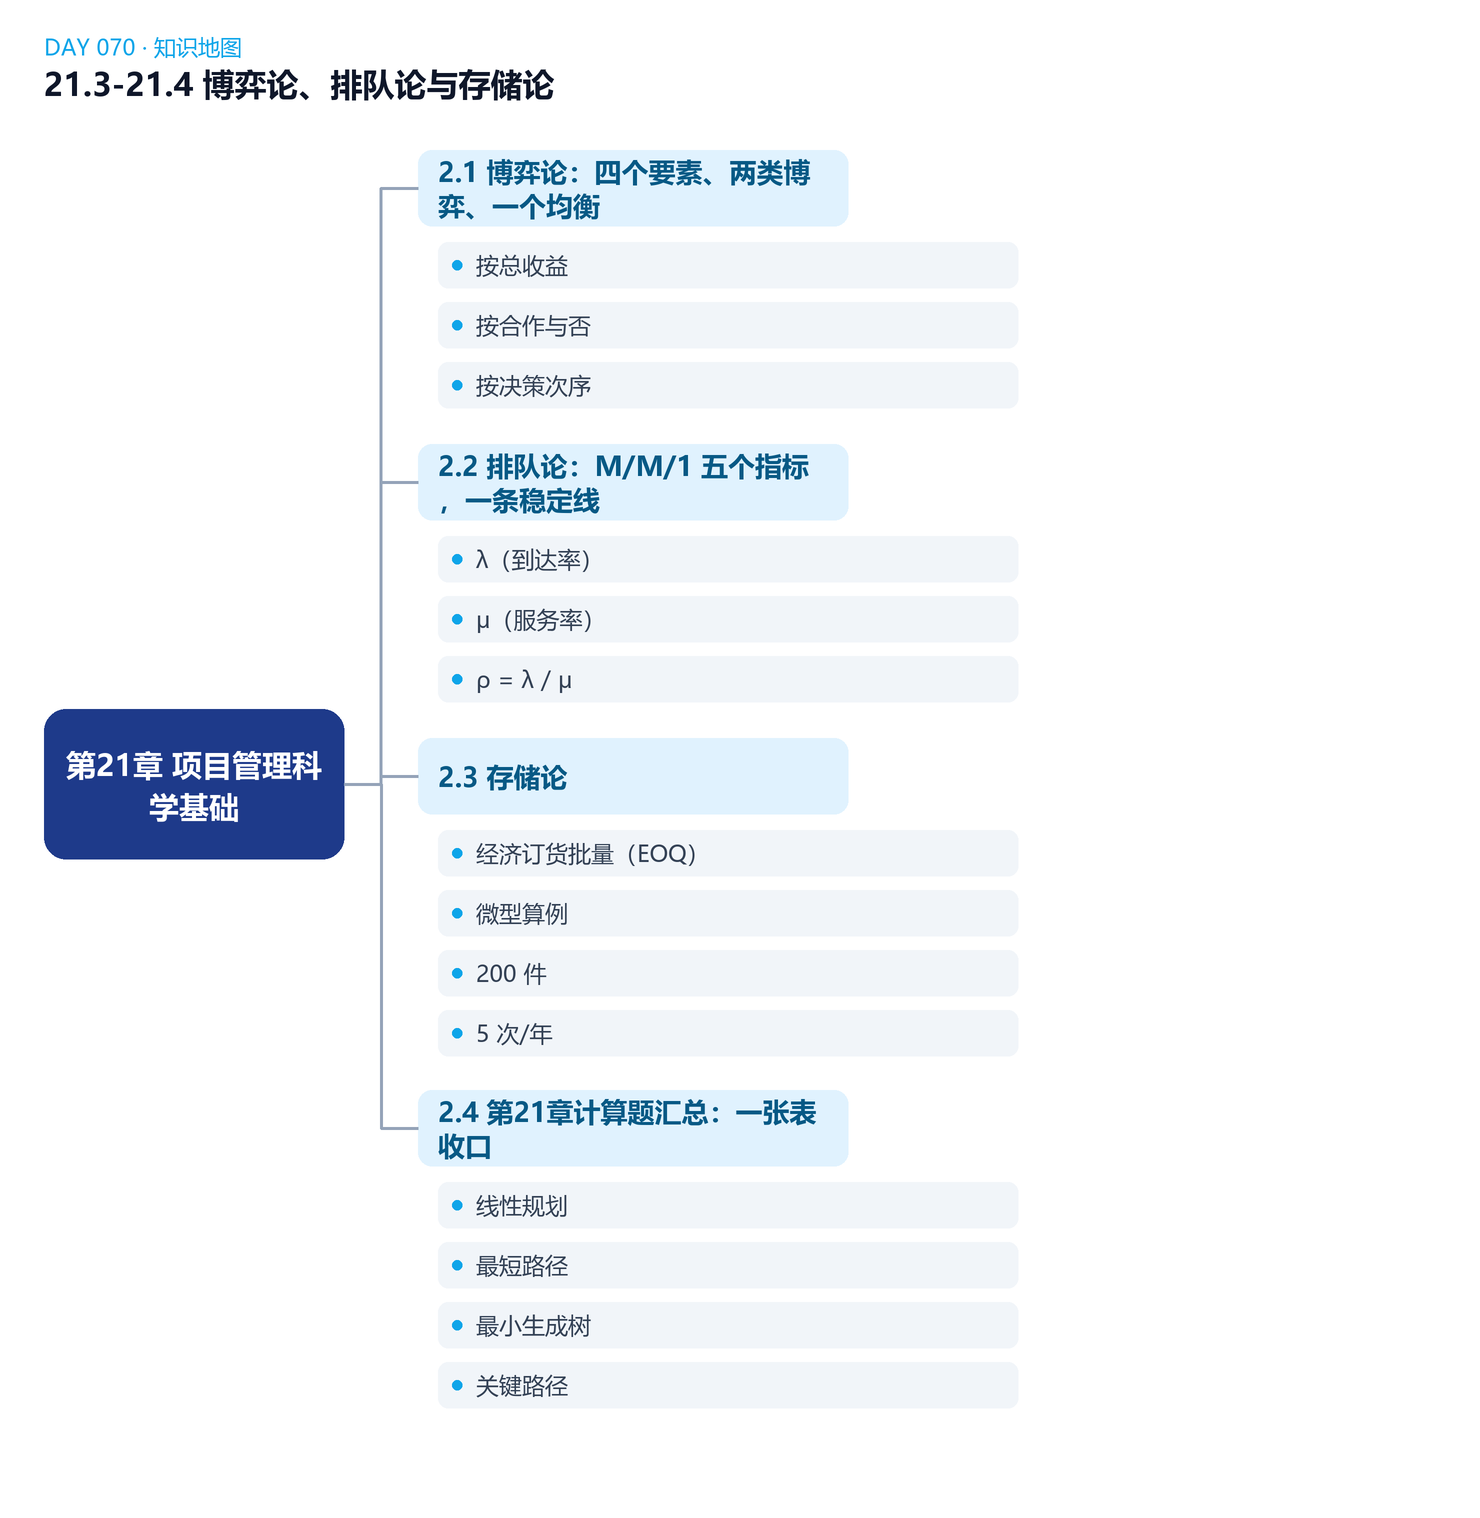 DAY 070 · 知识地图
21.3-21.4 博弈论、排队论与存储论
2.1 博弈论：四个要素、两类博
弈、一个均衡
按总收益
按合作与否
按决策次序
2.2 排队论：M/M/1 五个指标
，一条稳定线
λ（到达率）
μ（服务率）
ρ = λ / μ
第21章 项目管理科
学基础
2.3 存储论
经济订货批量（EOQ）
微型算例
200 件
5 次/年
2.4 第21章计算题汇总：一张表
收口
线性规划
最短路径
最小生成树
关键路径